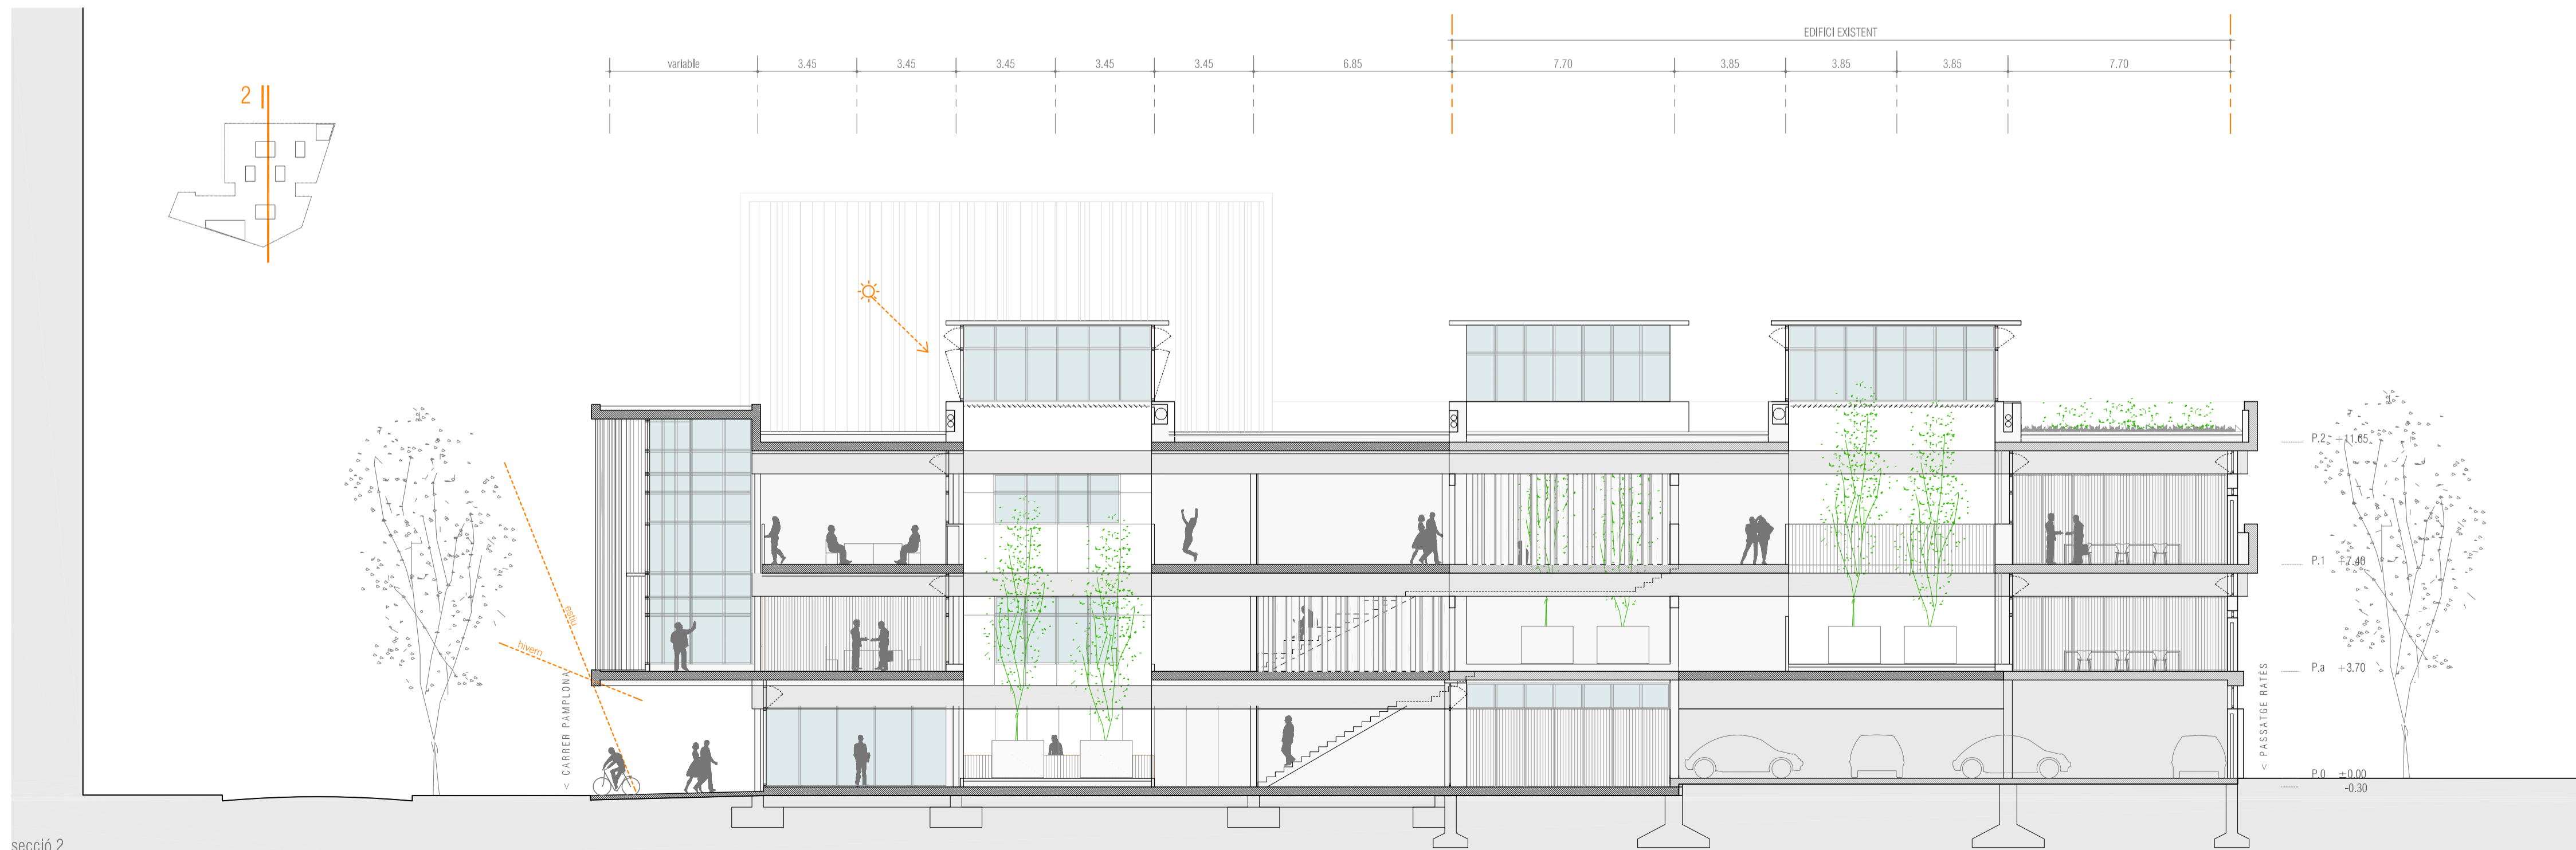 EDIFICI EXISTENT
variable 3.45 3.45 3.45 3.45 3.45 6.85 7.70 3.85 3.85 3.85 7.70
2
P.2 +11.65
P.1 +7.40
estiu
hivern
< CARRER PAMPLONA
P.a +3.70
< PASSATGE RATÉS
P.0 ±0.00
-0.30
secció 2